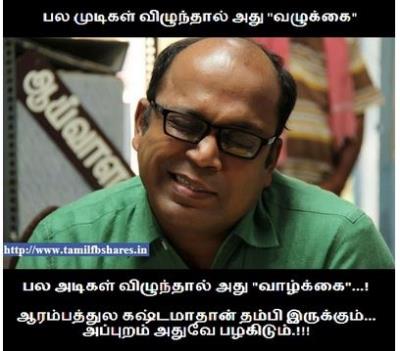 பல முடிகள் விழுந்தால் அது "வழுக்கை"
ஆய்வாள
http://www.tamilfbshares.in
பல அடிகள் விழுந்தால் அது "வாழ்க்கை"...!
ஆரம்பத்துல கஷ்டமாதான் தம்பி இருக்கும்...
அப்புறம் அதுவே பழகிடும்.!!!